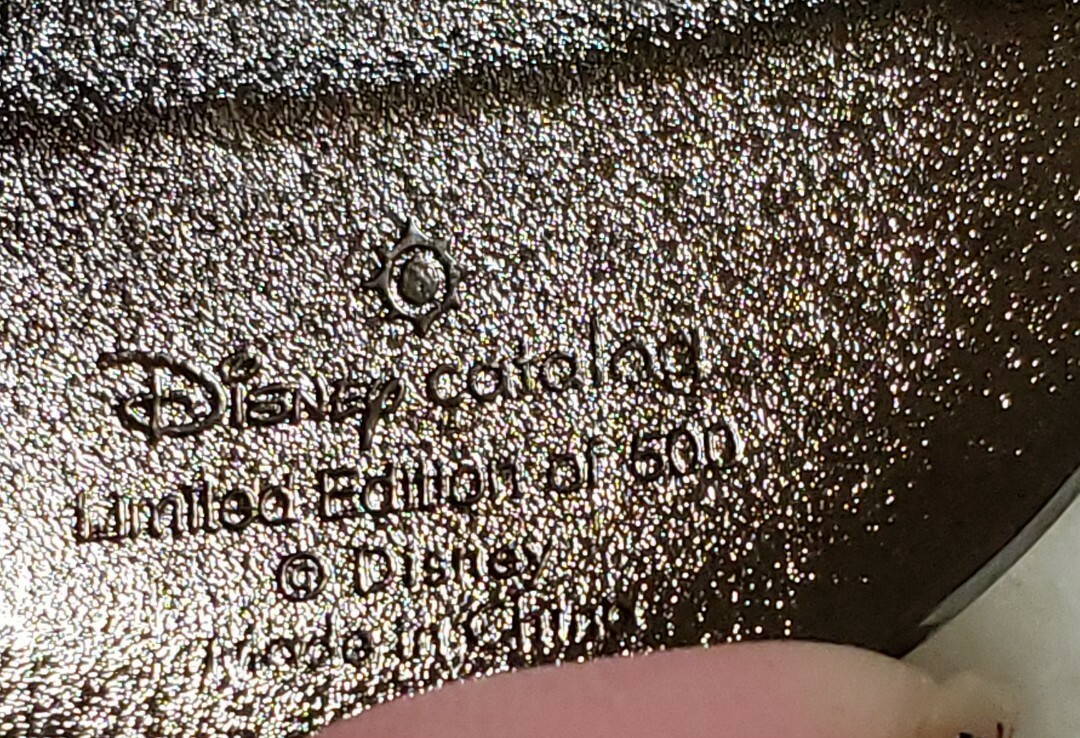 Disney catalog
Limited Edition of 500
© Disney
Made in China